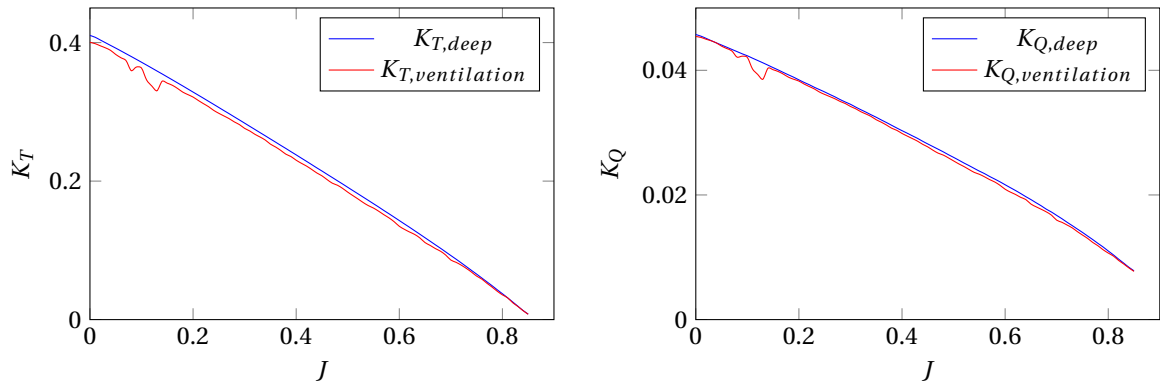 K_T,deep
K_T,ventilation
0.4
0.2
0
K_T
0 0.2 0.4 0.6 0.8
J
K_Q,deep
K_Q,ventilation
0.04
0.02
0.00
K_Q
0 0.2 0.4 0.6 0.8
J